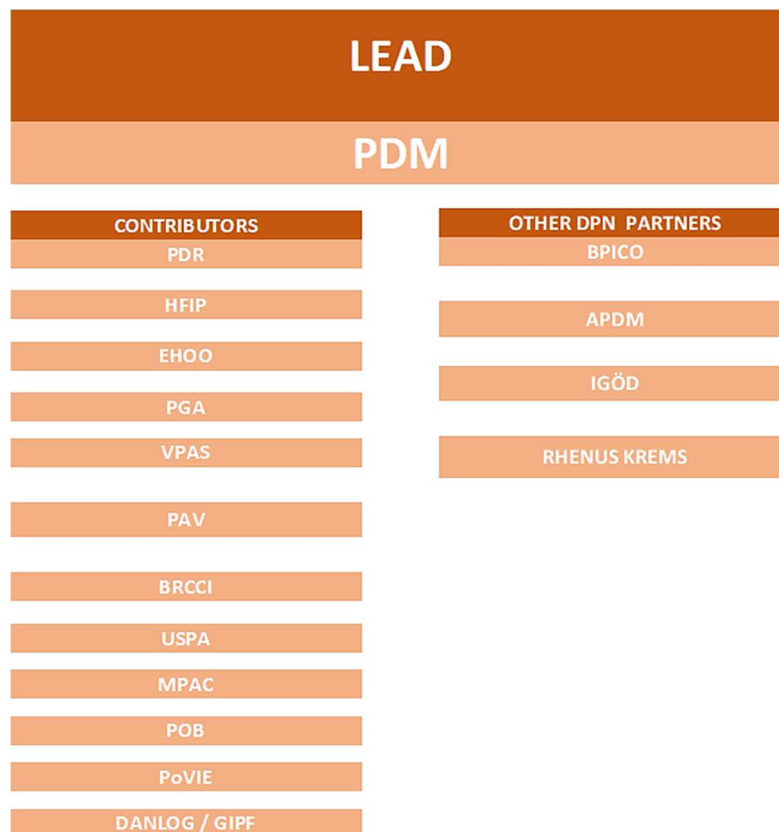 LEAD
PDM
CONTRIBUTORS
PDR
HFIP
EHOO
PGA
VPAS
PAV
BRCCI
USPA
MPAC
POB
PoVIE
DANLOG / GIPF
OTHER DPN PARTNERS
BPICO
APDM
IGÖD
RHENUS KREMS